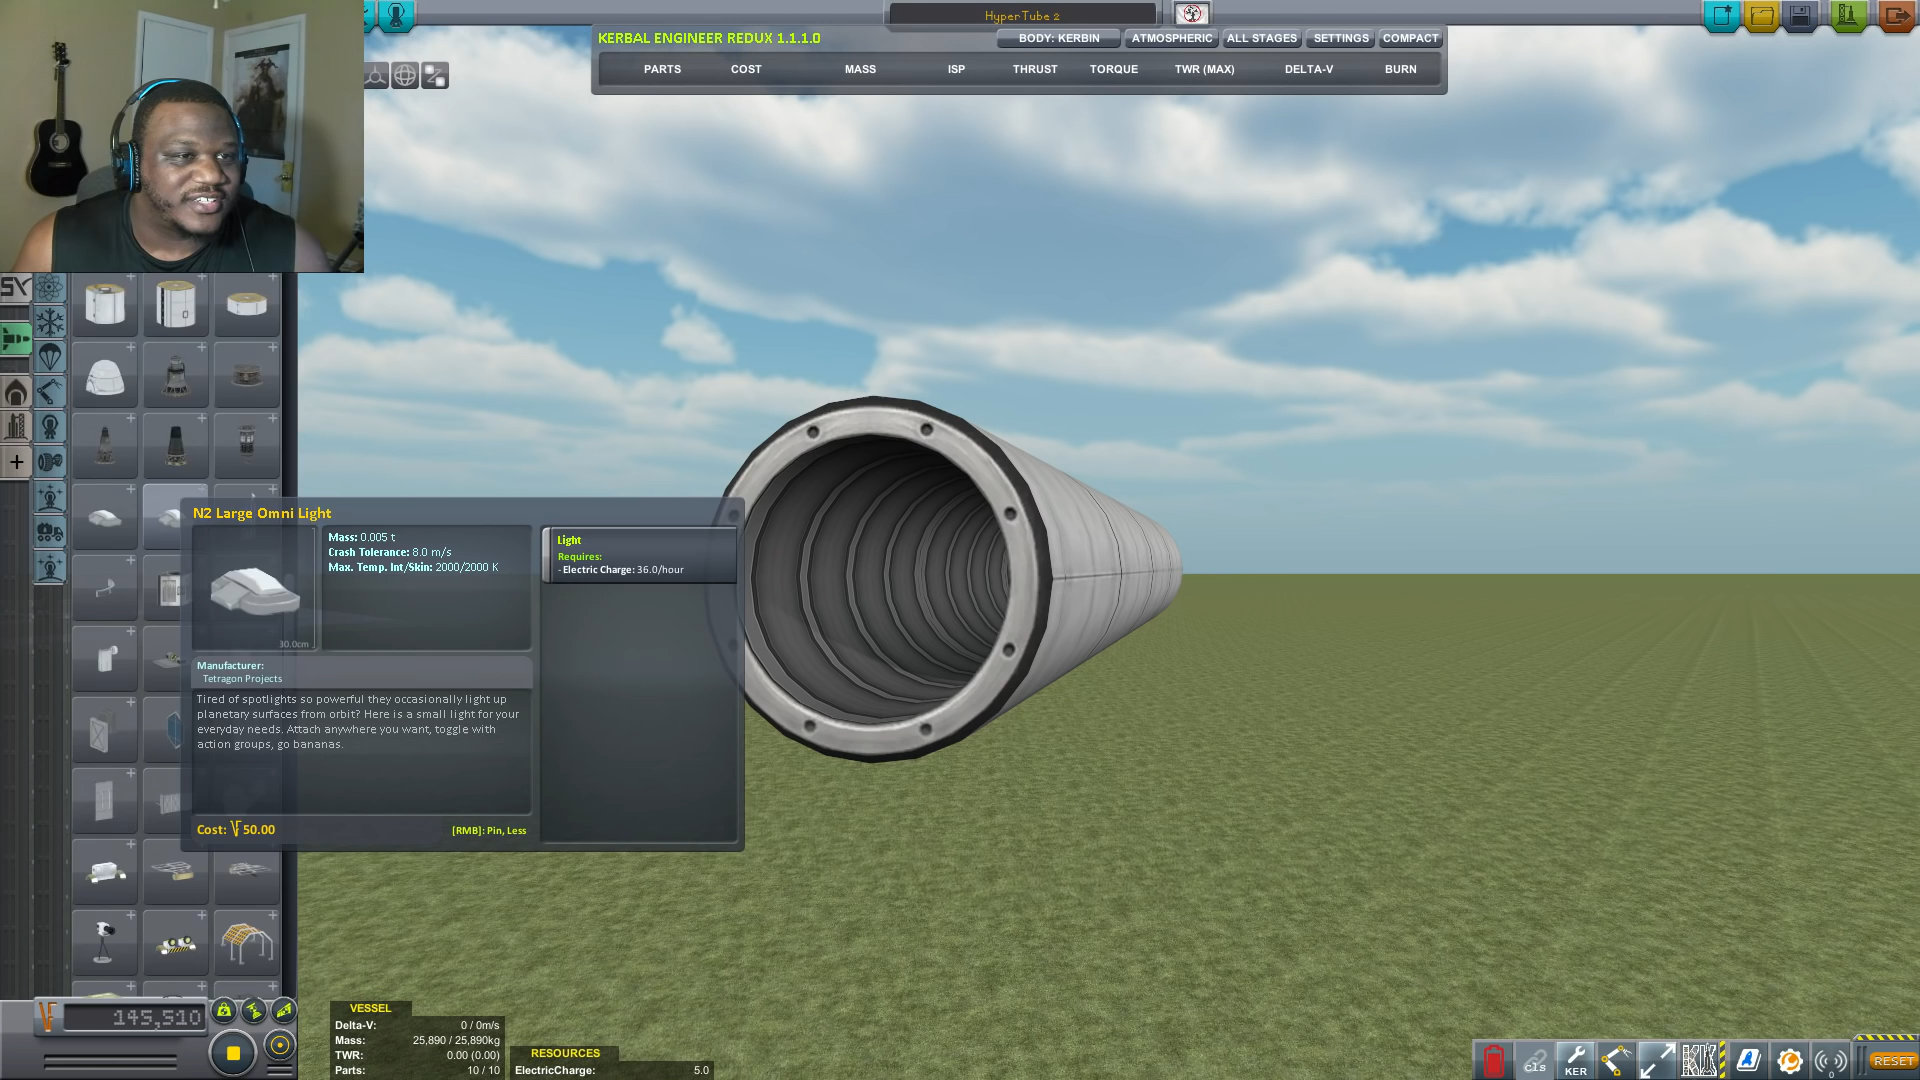 HyperTube 2
KERBAL ENGINEER REDUX 1.1.1.0
BODY: KERBIN
ATMOSPHERIC
ALL STAGES
SETTINGS
COMPACT
PARTS
COST
MASS
ISP
THRUST
TORQUE
TWR (MAX)
DELTA-V
BURN
N2 Large Omni Light
30.0cm
Mass: 0.005 t
Crash Tolerance: 8.0 m/s
Max. Temp. Int/Skin: 2000/2000 K
Light
Requires:
- Electric Charge: 36.0/hour
Manufacturer:
Tetragon Projects
Tired of spotlights so powerful they occasionally light up
planetary surfaces from orbit? Here is a small light for your
everyday needs. Attach anywhere you want, toggle with
action groups, go bananas.
Cost: 50.00
[RMB]: Pin, Less
145,510
VESSEL
Delta-V: 0 / 0m/s
Mass: 25,890 / 25,890kg
TWR: 0.00 (0.00)
Parts: 10 / 10
RESOURCES
ElectricCharge: 5.0
cls
KER
0
RESET